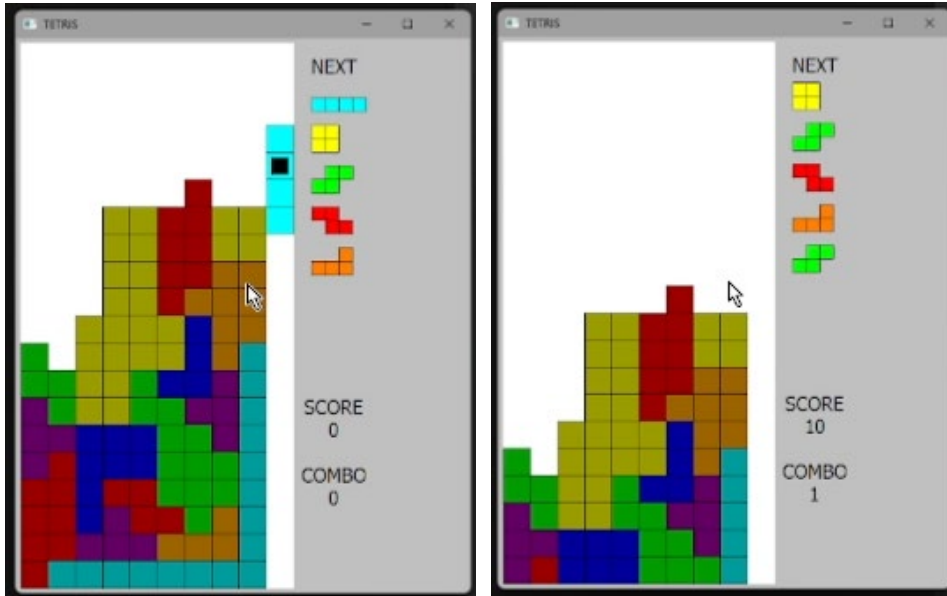 TETRIS
NEXT
SCORE
0
COMBO
0
TETRIS
NEXT
SCORE
10
COMBO
1